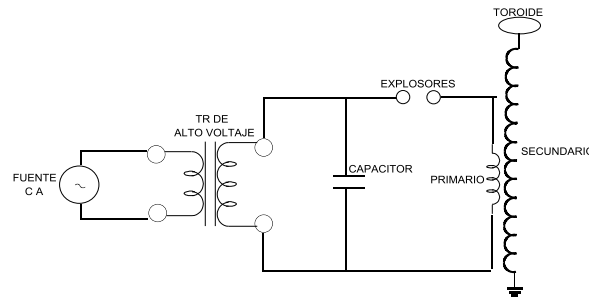 TOROIDE
EXPLOSORES
TR DE
ALTO VOLTAJE
SECUNDARIO
CAPACITOR
PRIMARIO
FUENTE
C A